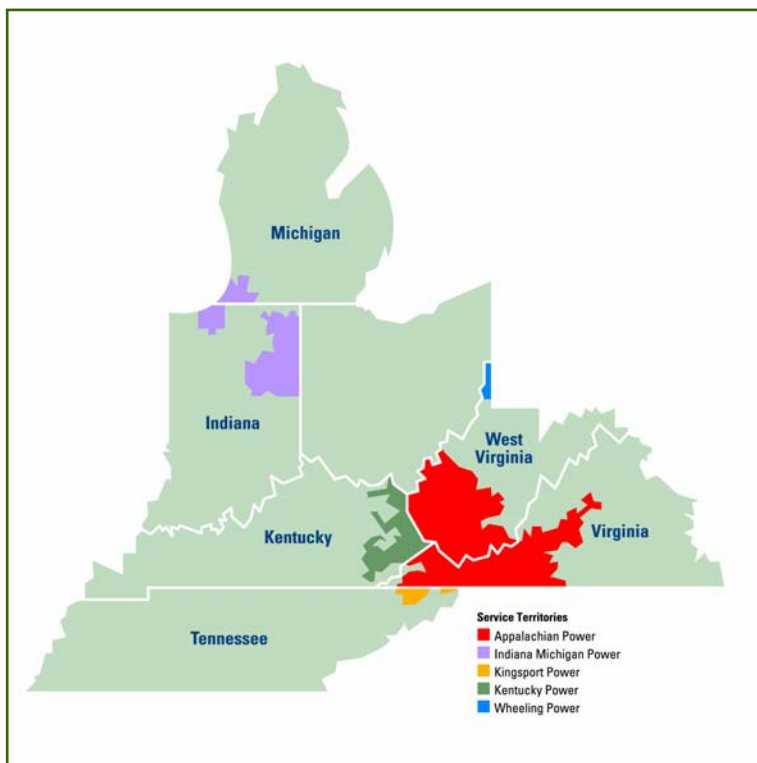 Michigan
Indiana
West
Virginia
Kentucky
Virginia
Tennessee
Service Territories
Appalachian Power
Indiana Michigan Power
Kingsport Power
Kentucky Power
Wheeling Power